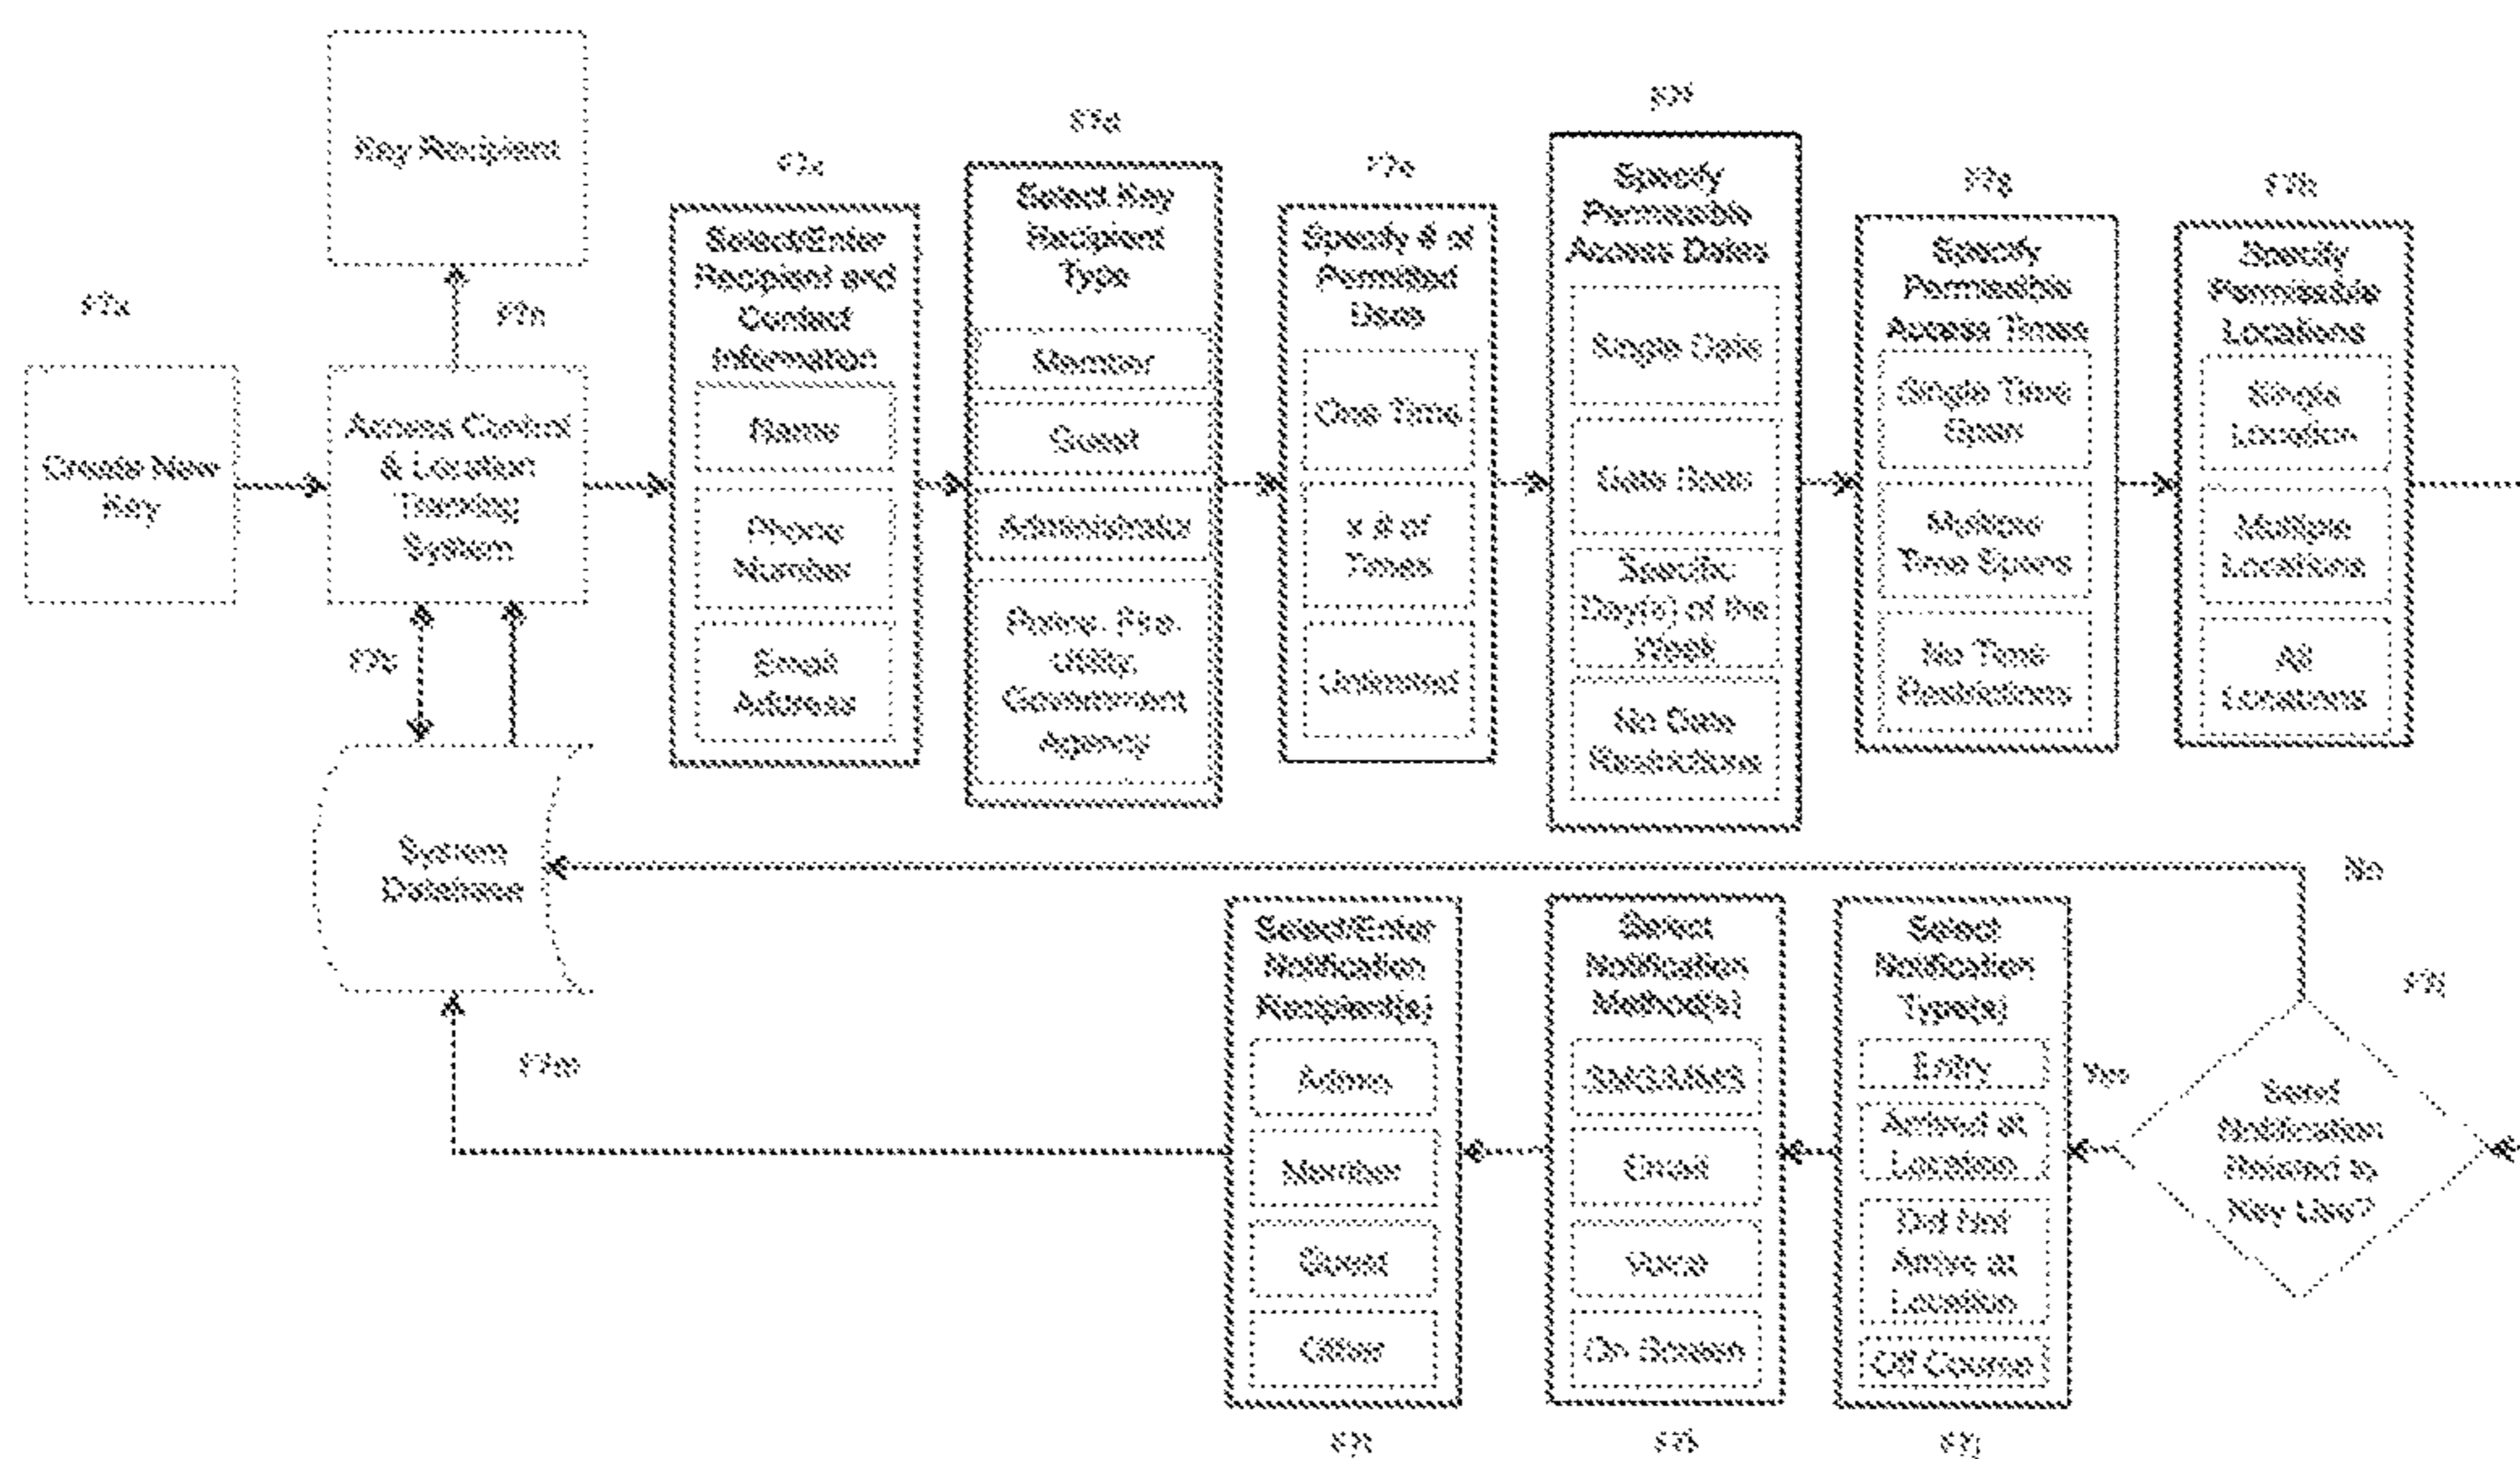 Key Recipient
Create New
Key
Access Control
& Location
Tracking
System
System
Database
Select/Enter
Recipient and
Contact
Information
Name
Phone
Number
Email
Address
Select Key
Recipient
Type
Member
Guest
Administrator
Police, Fire,
Utility,
Government
Agency
Specify # of
Permitted
Uses
One Time
x # of
Times
Unlimited
Specify
Permissible
Access Dates
Single Date
Date
Specific
Day(s) of the
Week
No Date
Restrictions
Specify
Permissible
Access Times
Single Time
Span
Multiple
Time Spans
No Time
Restrictions
Specify
Permissible
Locations
Single
Location
Multiple
Locations
All
Locations
No
Send
Notification
Related to
Key Use?
Yes
Select
Notification
Type(s)
Entry
Arrived at
Location
Did Not
Arrive at
Location
Off Course
Select
Notification
Method(s)
SMS/MMS
Email
Voice
On Screen
Select/Enter
Notification
Recipient(s)
Admin
Member
Guest
Other